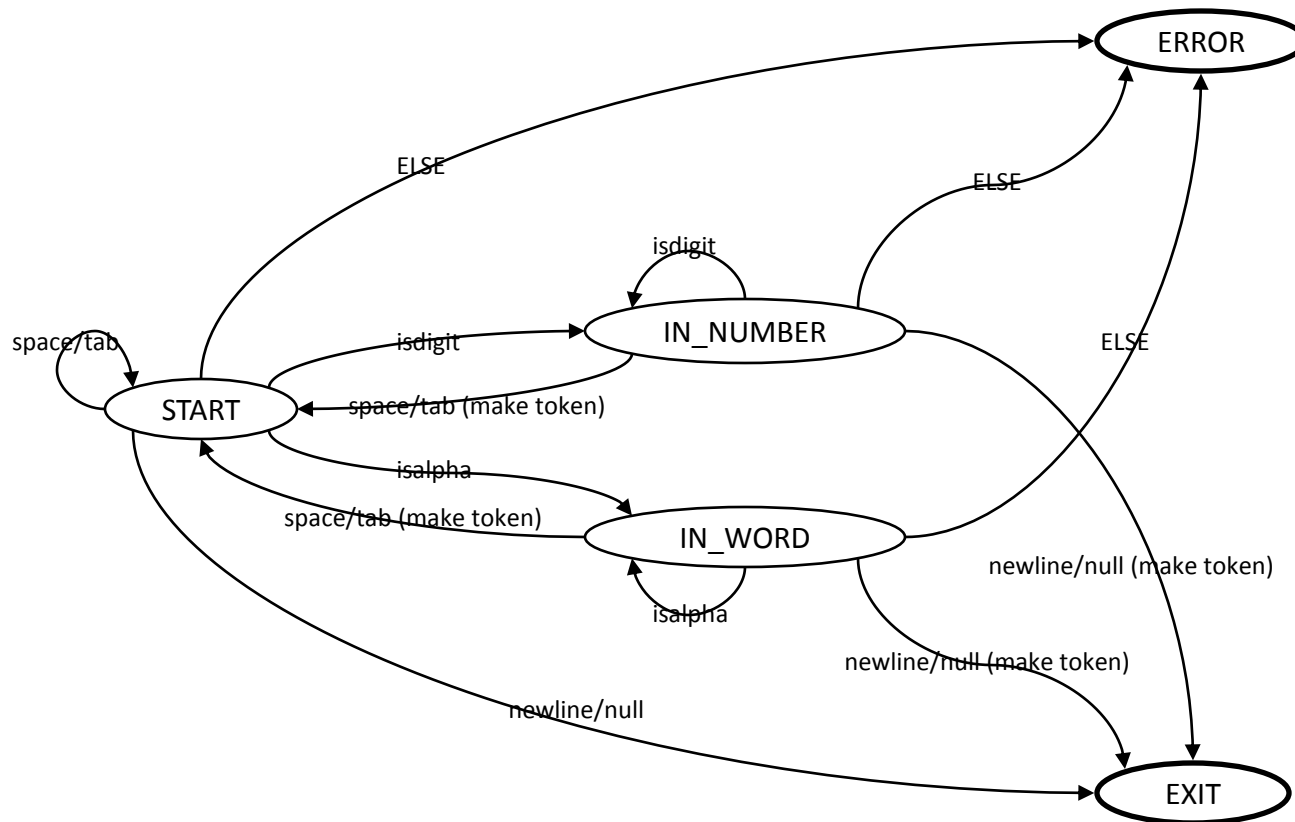 ERROR
ELSE
ELSE
isdigit
space/tab
isdigit
IN_NUMBER
ELSE
START
space/tab (make token)
isalpha
space/tab (make token)
IN_WORD
newline/null (make token)
isalpha
newline/null (make token)
newline/null
EXIT